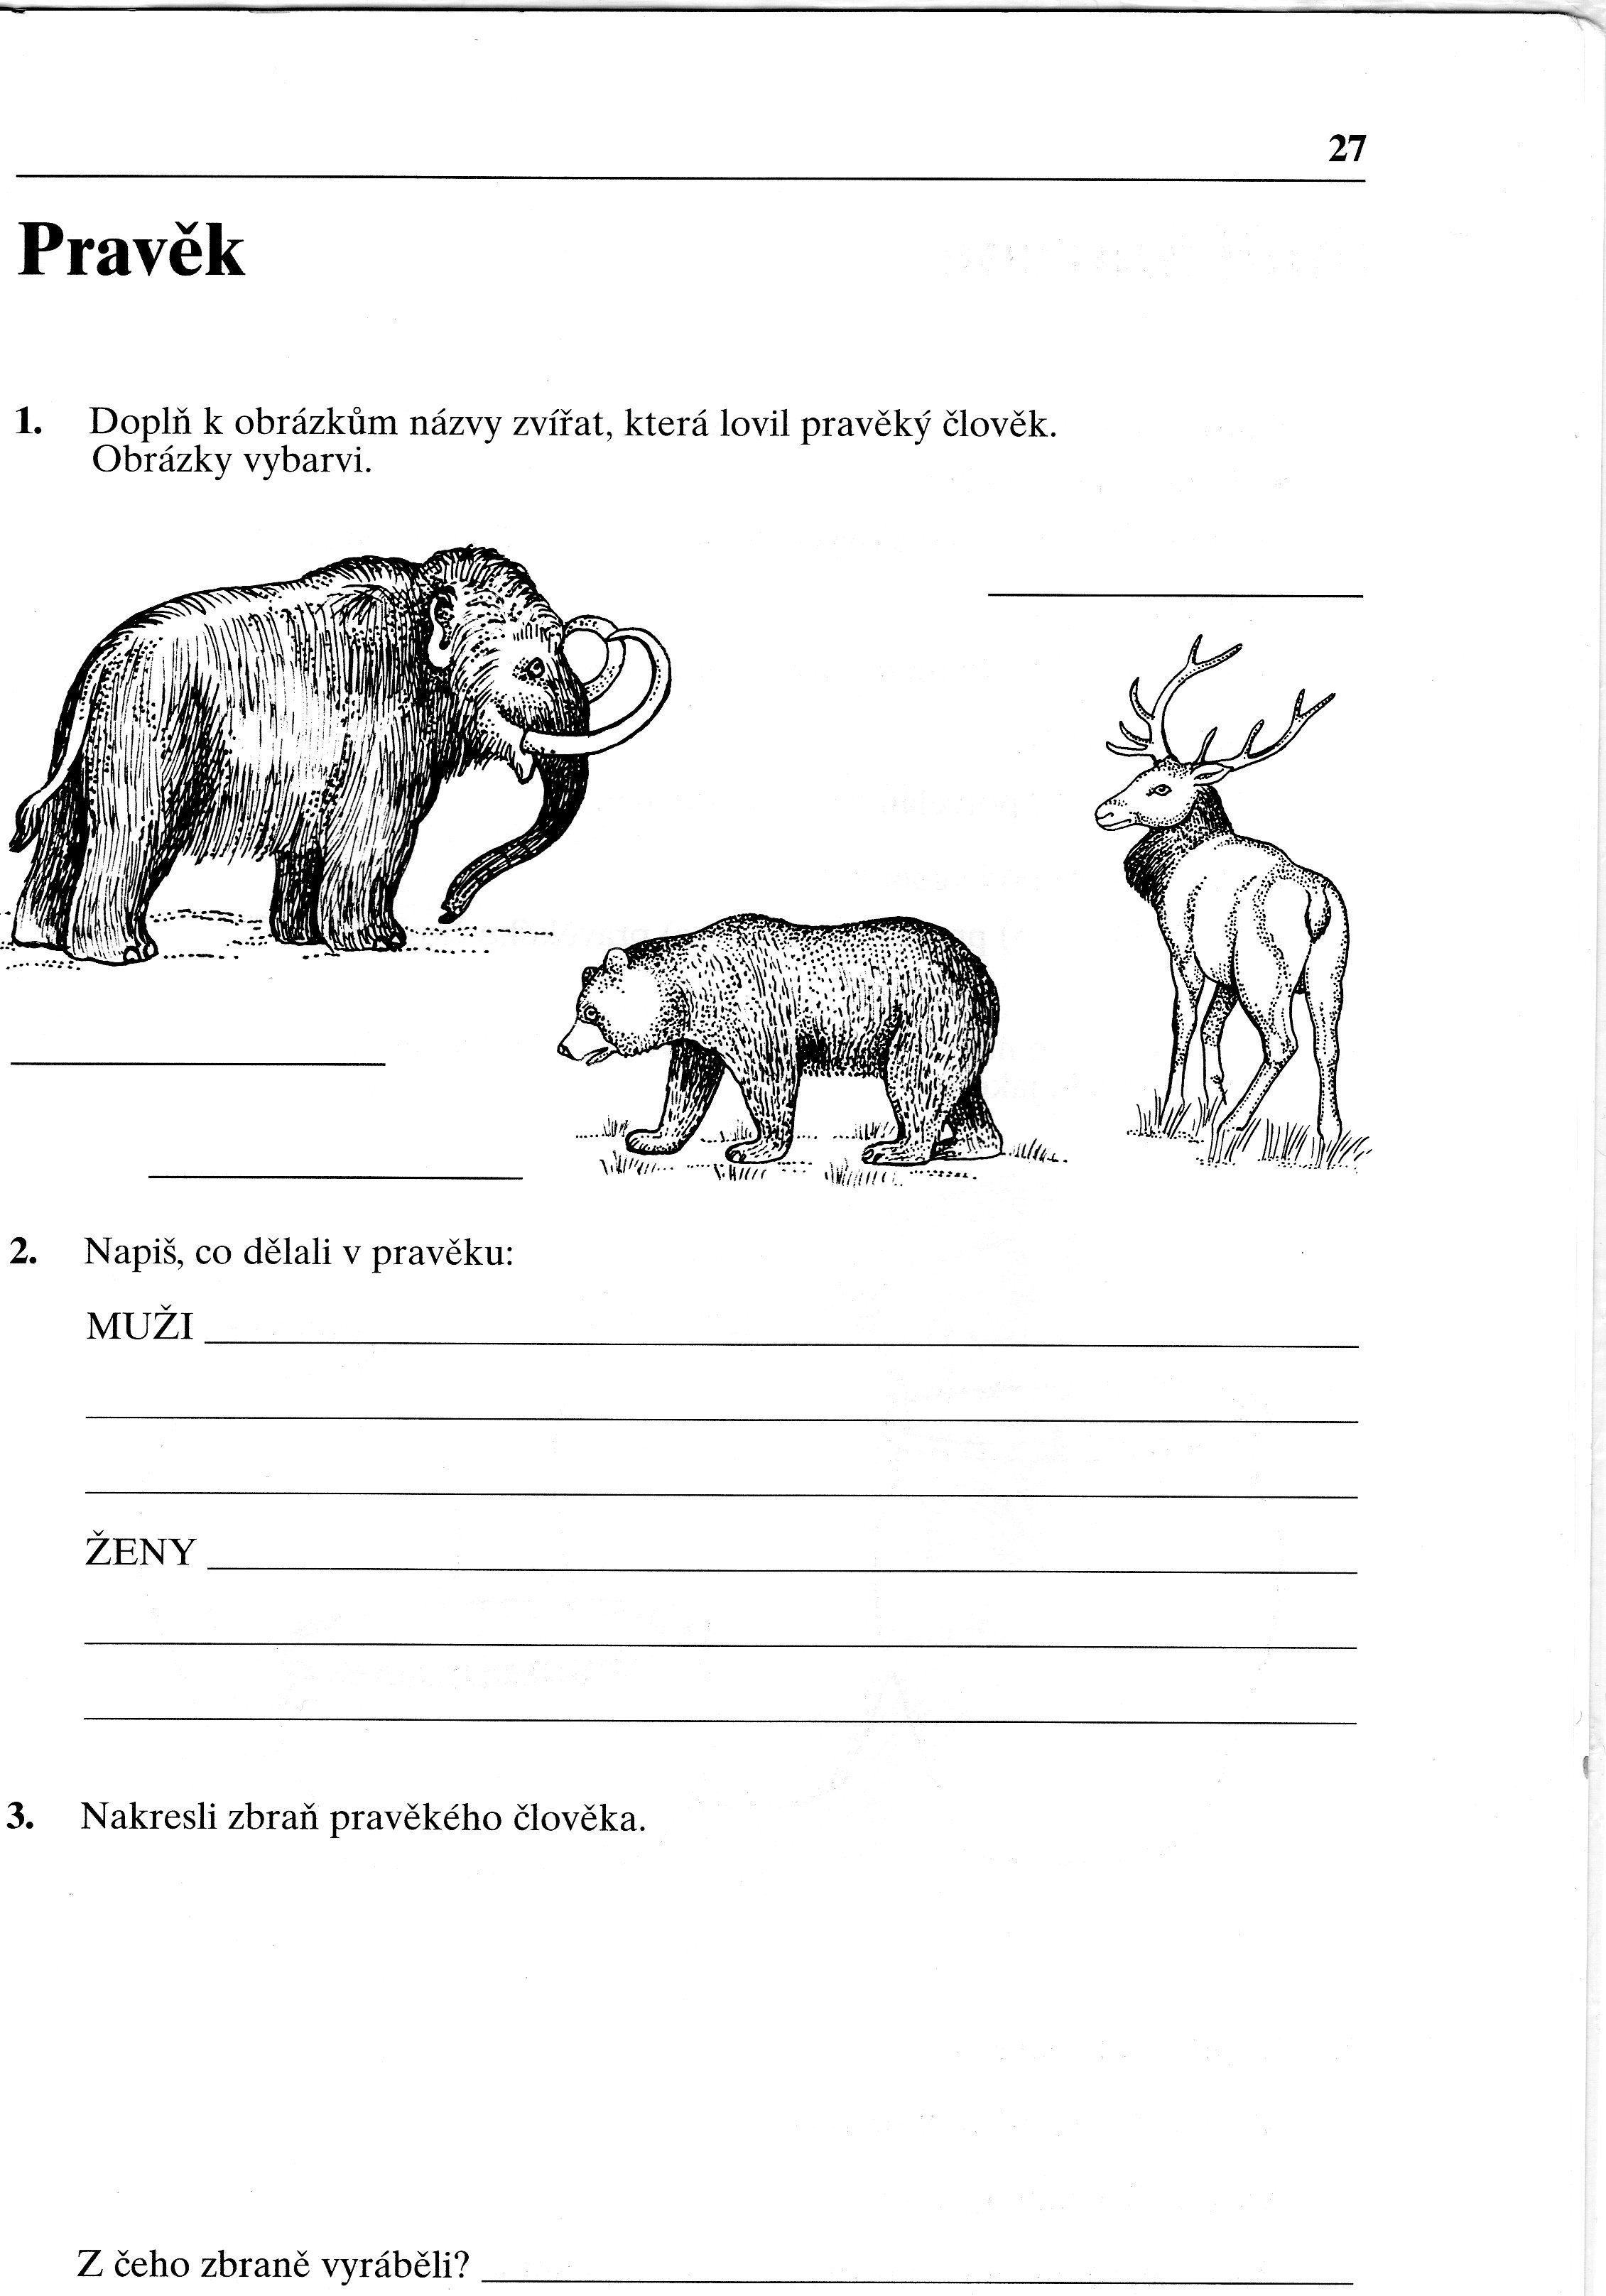 27
Pravěk
1. Doplň k obrázkům názvy zvířat, která lovil pravěký člověk.
Obrázky vybarvi.
2. Napiš, co dělali v pravěku:
MUŽI
ŽENY
3. Nakresli zbraň pravěkého člověka.
Z čeho zbraně vyráběli?